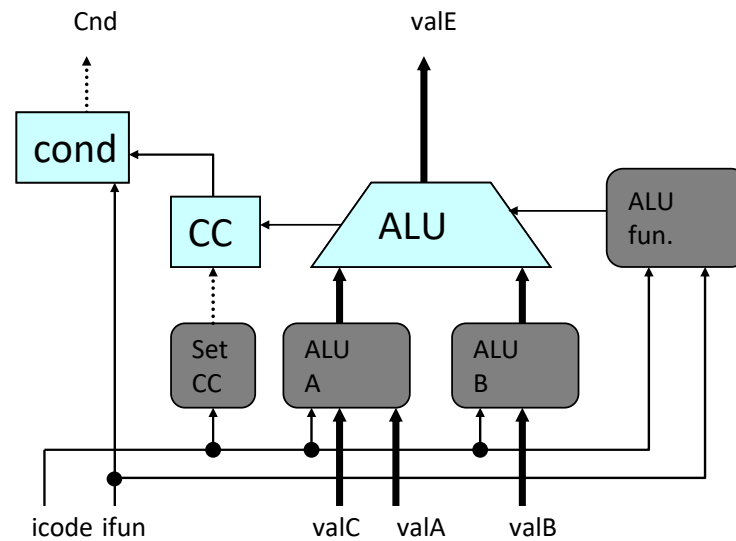 Cnd
valE
cond
CC
ALU
ALU
fun.
Set
CC
ALU
A
ALU
B
icode
ifun
valC
valA
valB